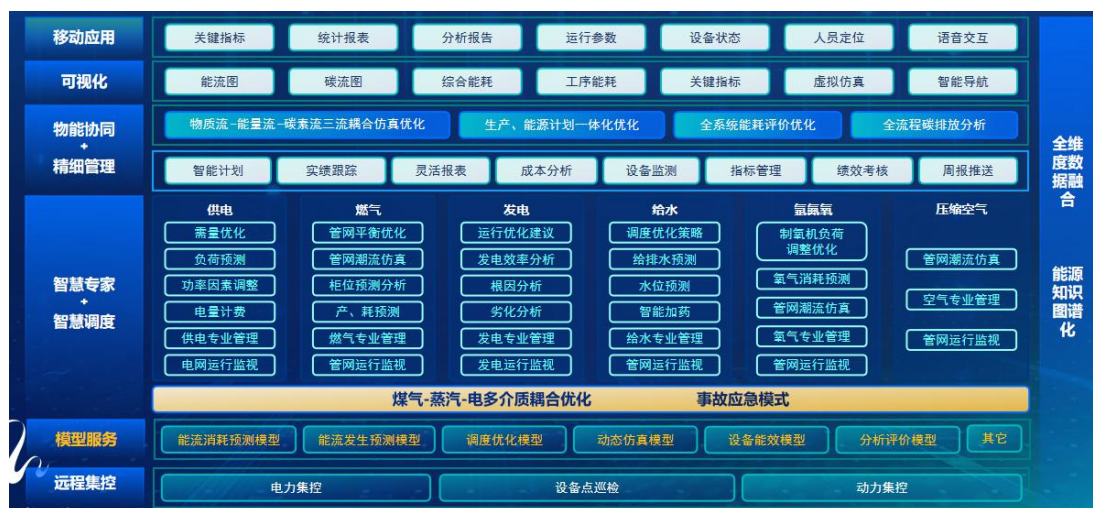 移动应用
关键指标
统计报表
分析报告
运行参数
设备状态
人员定位
语音交互
可视化
能流图
碳流图
综合能耗
工序能耗
关键指标
虚拟仿真
智能导航
物能协同
+
精细管理
物质流-能量流-碳素流三流耦合仿真优化
生产、能源计划一体化优化
全系统能耗评价优化
全流程碳排放分析
智能计划
实绩跟踪
灵活报表
成本分析
设备监测
指标管理
绩效考核
周报推送
智慧专家
+
智慧调度
供电
需量优化
负荷预测
功率因素调整
电量计费
供电专业管理
电网运行监视
燃气
管网平衡优化
管网潮流仿真
柜位预测分析
产、耗预测
燃气专业管理
管网运行监视
发电
运行优化建议
发电效率分析
根因分析
劣化分析
发电专业管理
发电运行监视
给水
调度优化策略
给排水预测
水位预测
智能加药
给水专业管理
管网运行监视
氩氮氧
制氧机负荷
调整优化
氧气消耗预测
管网潮流仿真
氧气专业管理
管网运行监视
压缩空气
管网潮流仿真
空气专业管理
管网运行监视
煤气-蒸汽-电多介质耦合优化
事故应急模式
模型服务
能流消耗预测模型
能流发生预测模型
调度优化模型
动态仿真模型
设备能效模型
分析评价模型
其它
远程集控
电力集控
设备点巡检
动力集控
全维
度数
据融
合
能源
知识
图谱
化